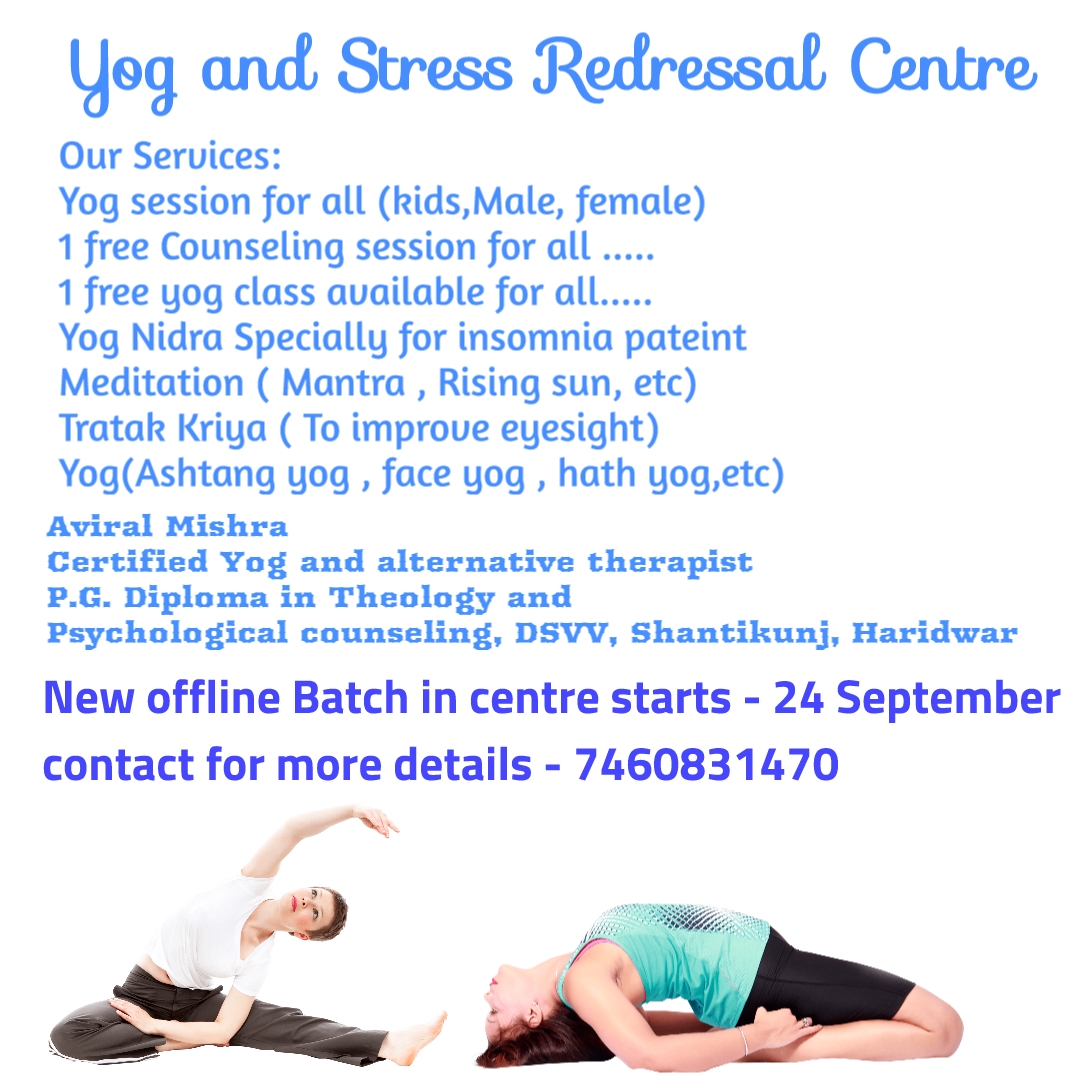 Yog and Stress Redressal Centre
Our Services:
Yog session for all (kids,Male, female)
1 free Counseling session for all .....
1 free yog class available for all.....
Yog Nidra Specially for insomnia pateint
Meditation ( Mantra , Rising sun, etc)
Tratak Kriya ( To improve eyesight)
Yog(Ashtang yog , face yog , hath yog,etc)
Aviral Mishra
Certified Yog and alternative therapist
P.G. Diploma in Theology and
Psychological counseling, DSVV, Shantikunj, Haridwar
New offline Batch in centre starts - 24 September
contact for more details - 7460831470